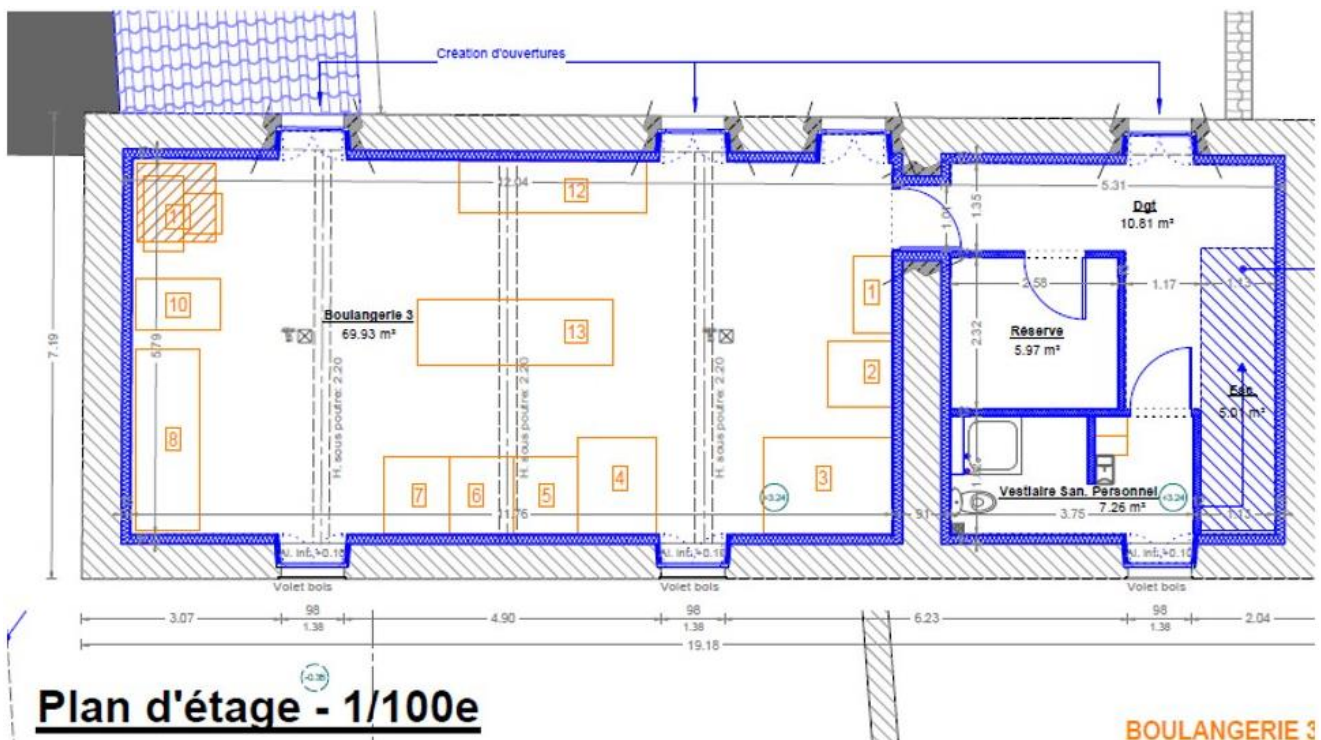 Création d'ouvertures
12.04
12
5.31
1.01
1.35
Dgt
10.81 m²
10
1
2.58
1.17
1.13
Boulangerie 3
69.93 m²
13
Réserve
5.97 m²
7.19
5.79
H. sous poutre: 2.20
H. sous poutre: 2.20
H. sous poutre: 2.20
2.32
2
Esc.
5.01 m²
8
7
6
5
4
3
+3.24
Vestiaire San. Personnel
7.26 m²
+3.24
11.76
91
3.75
1.13
Al. inf.,+0.10
Al. inf.,+0.10
Al. inf.,+0.10
Volet bois
Volet bois
Volet bois
3.07
98
1.38
4.90
98
1.38
6.23
98
1.38
2.04
19.18
-0.35
Plan d'étage - 1/100e
BOULANGERIE 3